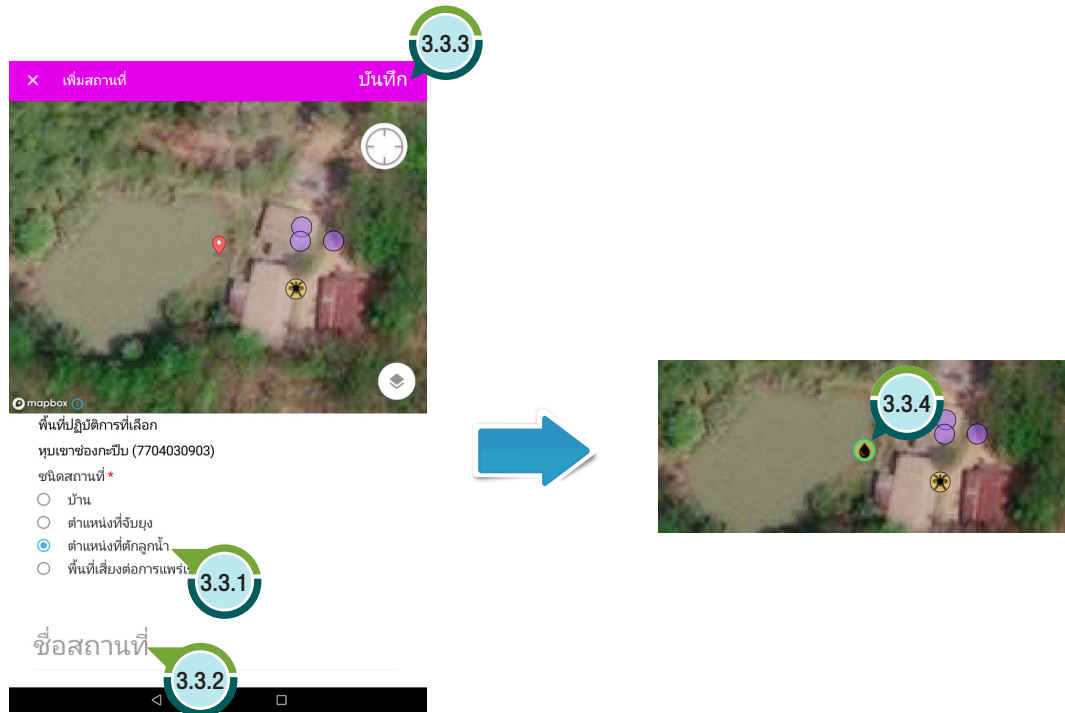 3.3.3
× เพิ่มสถานที่ บันทึก
mapbox
พื้นที่ปฏิบัติการที่เลือก
หุบเขาช่องกะปีบ (7704030903)
ชนิดสถานที่ *
บ้าน
ตำแหน่งที่จับยุง
ตำแหน่งที่ตักลูกน้ำ
พื้นที่เสี่ยงต่อการแพร่
3.3.1
ชื่อสถานที่
3.3.2
3.3.4